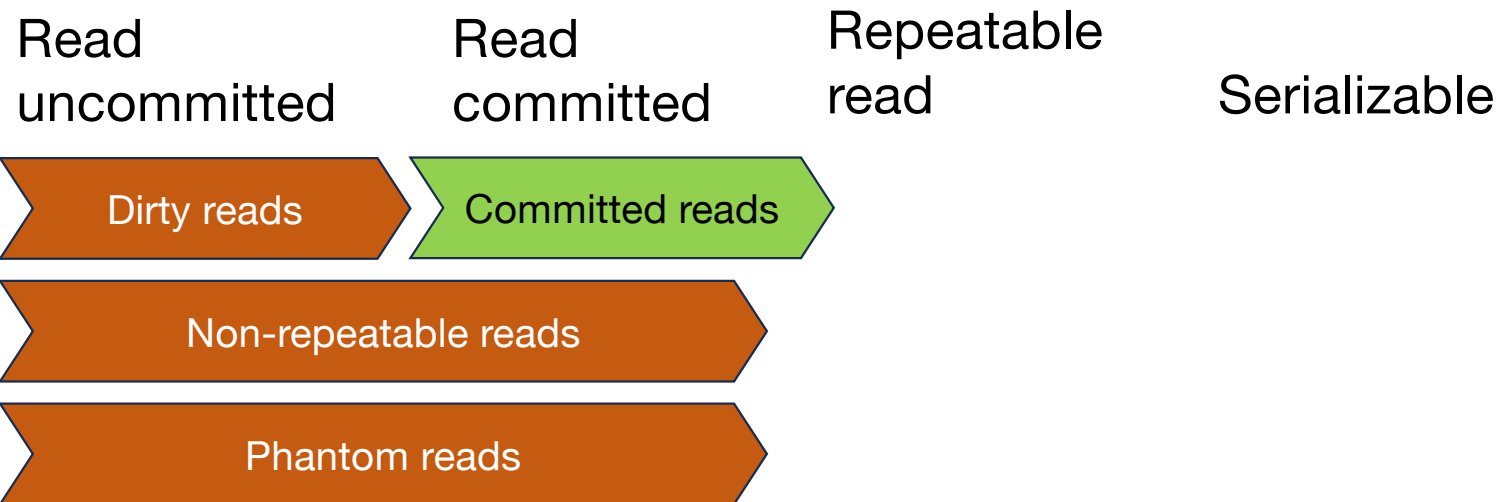 Read
uncommitted
Read
committed
Repeatable
read
Serializable
Dirty reads
Committed reads
Non-repeatable reads
Phantom reads